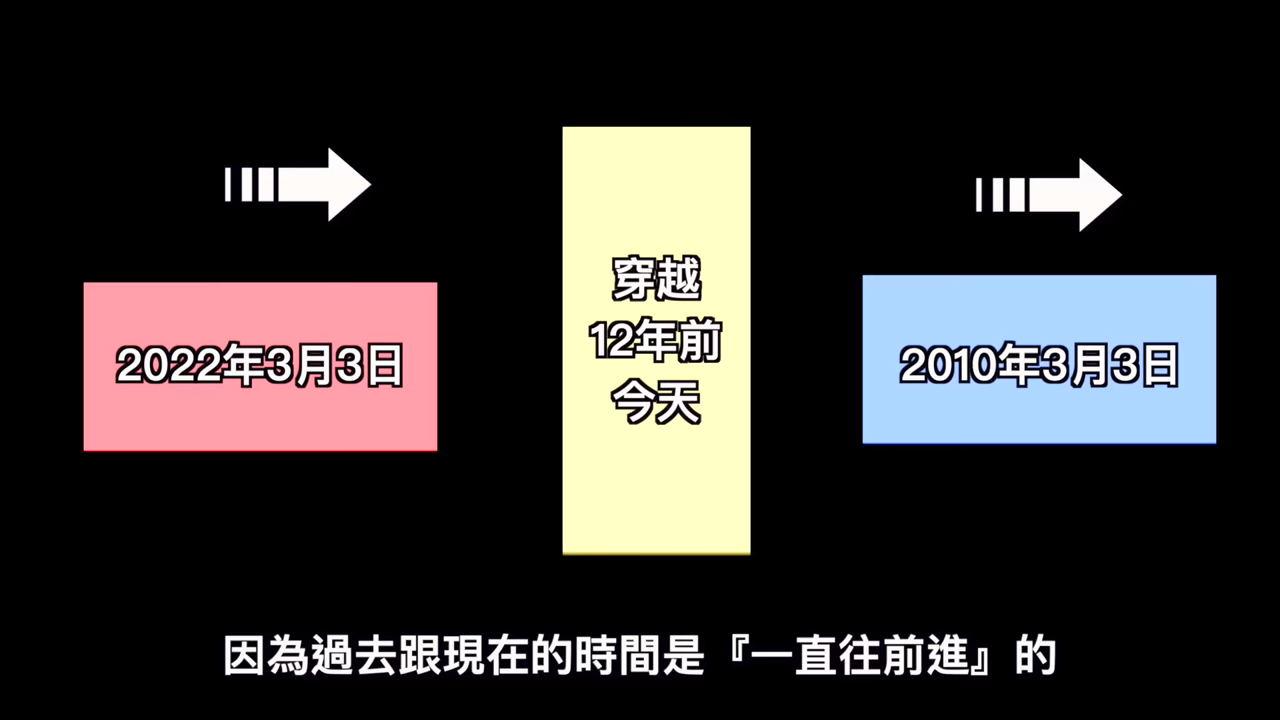 2022年3月3日
穿越
12年前
今天
2010年3月3日
因為過去跟現在的時間是『一直往前進』的